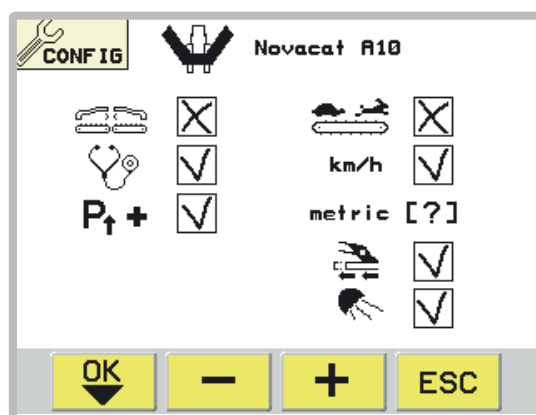 CONFIG
Novacat A10
km/h
P↑ +
metric [?]
OK
−
+
ESC